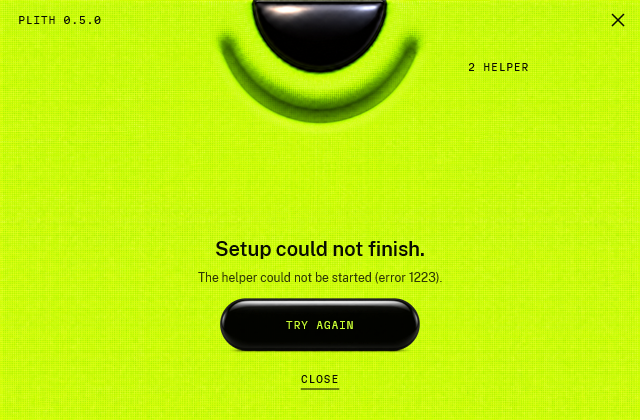 PLITH 0.5.0
2 HELPER
Setup could not finish.
The helper could not be started (error 1223).
TRY AGAIN
CLOSE